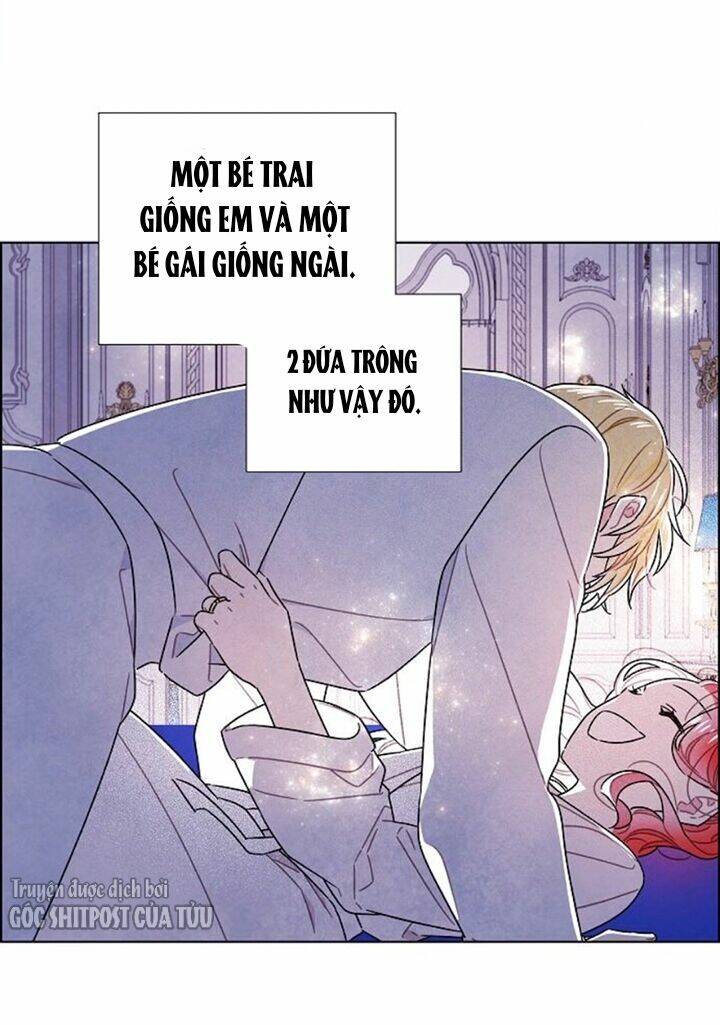 MỘT BÉ TRAI
GIỐNG EM VÀ MỘT
BÉ GÁI GIỐNG NGÀI.
2 ĐỨA TRÔNG
NHƯ VẬY ĐÓ.
Truyện được dịch bởi
GÓC SHITPOST CỦA TỬU